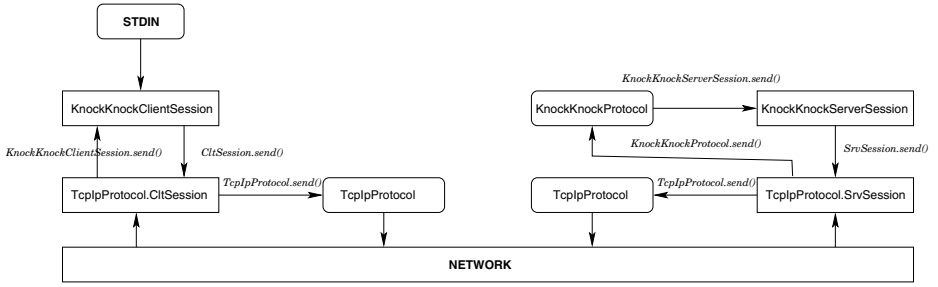 STDIN
KnockKnockServerSession.send()
KnockKnockClientSession
KnockKnockProtocol
KnockKnockServerSession
KnockKnockClientSession.send()
CltSession.send()
KnockKnockProtocol.send()
SrvSession.send()
TcpIpProtocol.CltSession
TcpIpProtocol.send()
TcpIpProtocol
TcpIpProtocol
TcpIpProtocol.send()
TcpIpProtocol.SrvSession
NETWORK